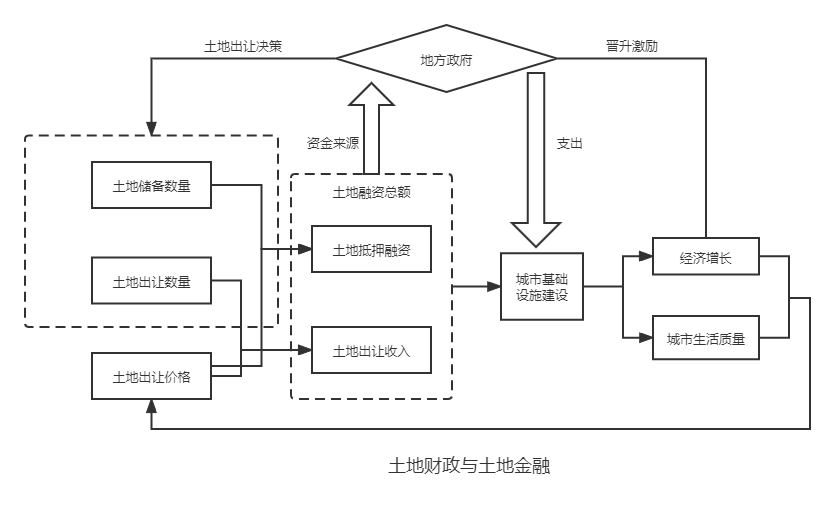 土地出让决策
地方政府
晋升激励
资金来源
支出
土地储备数量
土地融资总额
土地抵押融资
土地出让数量
城市基础
设施建设
经济增长
城市生活质量
土地出让收入
土地出让价格
土地财政与土地金融